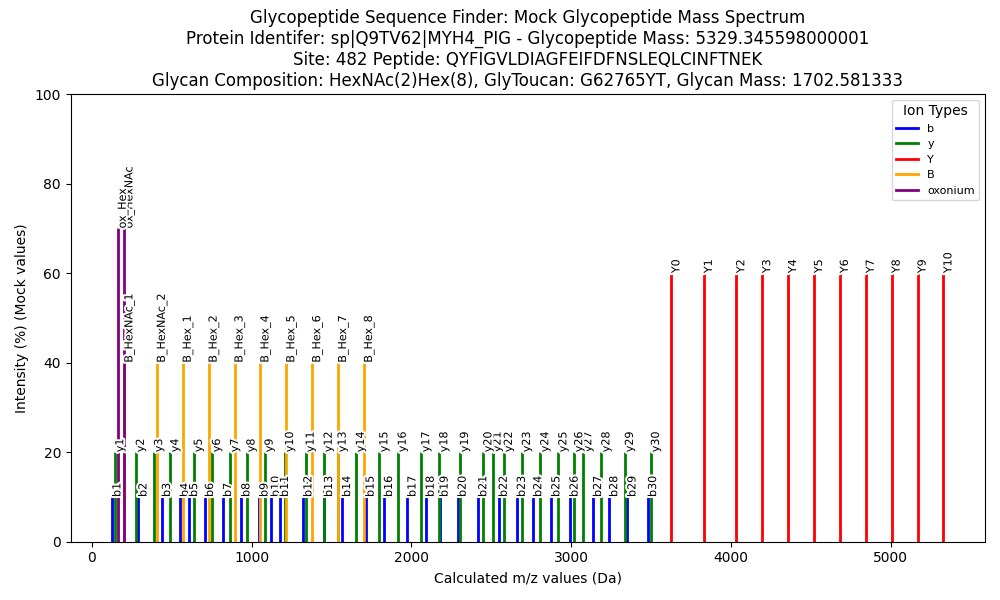 Glycopeptide Sequence Finder: Mock Glycopeptide Mass Spectrum
Protein Identifer: sp|Q9TV62|MYH4_PIG - Glycopeptide Mass: 5329.345598000001
Site: 482 Peptide: QYFIGVLDIAGFEIFDFNSLEQLCINFTNEK
Glycan Composition: HexNAc(2)Hex(8), GlyToucan: G62765YT, Glycan Mass: 1702.581333
Intensity (%) (Mock values)
100
80
60
40
20
0
Ion Types
b
y
Y
B
oxonium
ox_Hex
ox_HexNAc
Y0
Y1
Y2
Y3
Y4
Y5
Y6
Y7
Y8
Y9
Y10
B_HexNAc_1
B_HexNAc_2
B_Hex_1
B_Hex_2
B_Hex_3
B_Hex_4
B_Hex_5
B_Hex_6
B_Hex_7
B_Hex_8
y1
y2
y3
y4
y5
y6
y7
y8
y9
y10
y11
y12
y13
y14
y15
y16
y17
y18
y19
y20
y21
y22
y23
y24
y25
y26
y27
y28
y29
y30
b1
b2
b3
b4
b5
b6
b7
b8
b9
b10
b11
b12
b13
b14
b15
b16
b17
b18
b19
b20
b21
b22
b23
b24
b25
b26
b27
b28
b29
b30
0
1000
2000
3000
4000
5000
Calculated m/z values (Da)